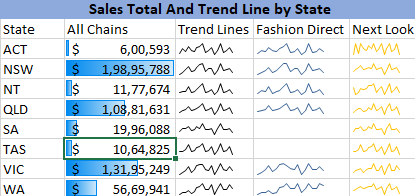 Sales Total And Trend Line by State
State All Chains Trend Lines Fashion Direct Next Look
ACT $ 6,00,593
NSW $ 1,98,95,788
NT $ 11,77,674
QLD $ 1,08,81,631
SA $ 19,96,088
TAS $ 10,64,825
VIC $ 1,31,95,249
WA $ 56,69,941